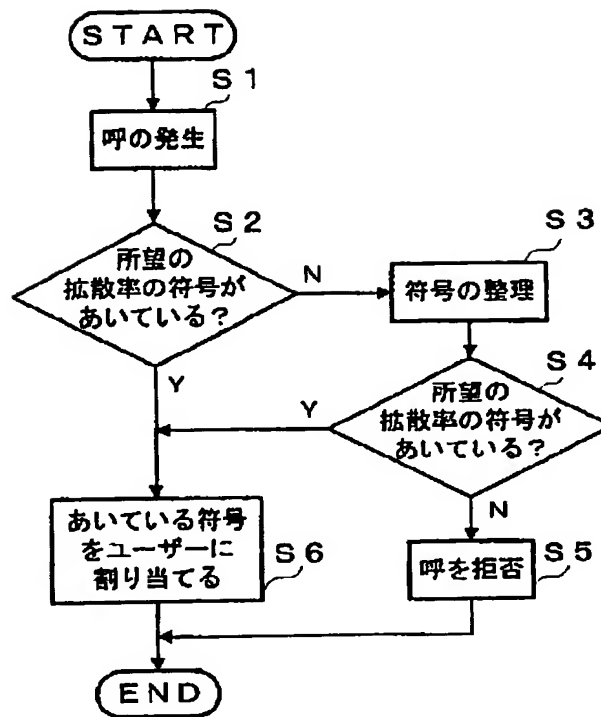 START
S1
呼の発生
S2
所望の
拡散率の符号が
あいている?
N
Y
S3
符号の整理
S4
所望の
拡散率の符号が
あいている?
Y
N
あいている符号
をユーザーに
割り当てる
S6
呼を拒否
S5
END